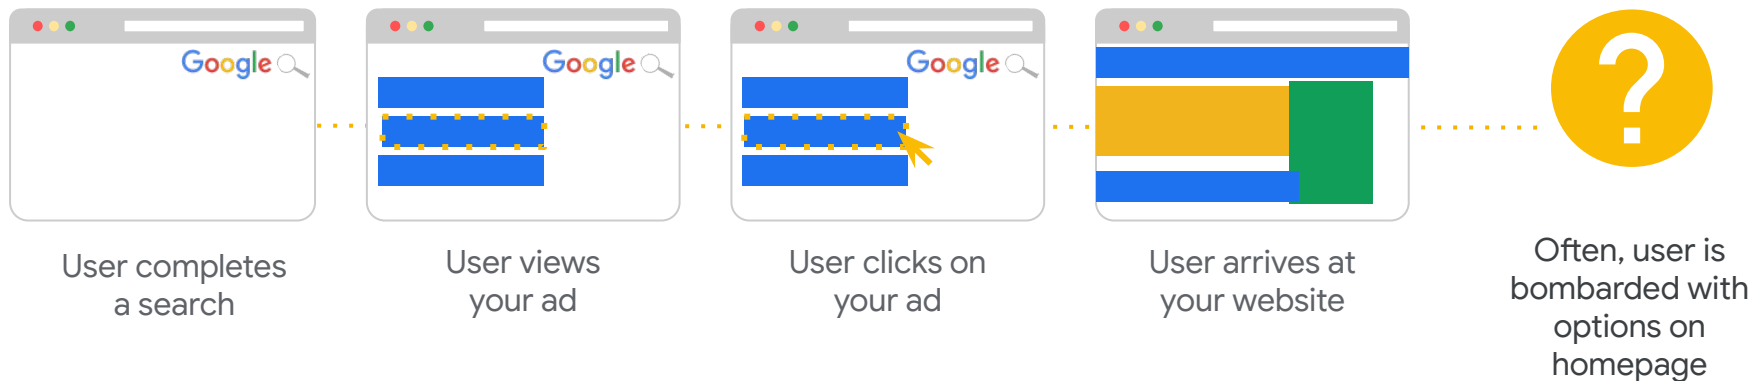 Google
Google
Google
User completes
a search
User views
your ad
User clicks on
your ad
User arrives at
your website
?
Often, user is
bombarded with
options on
homepage